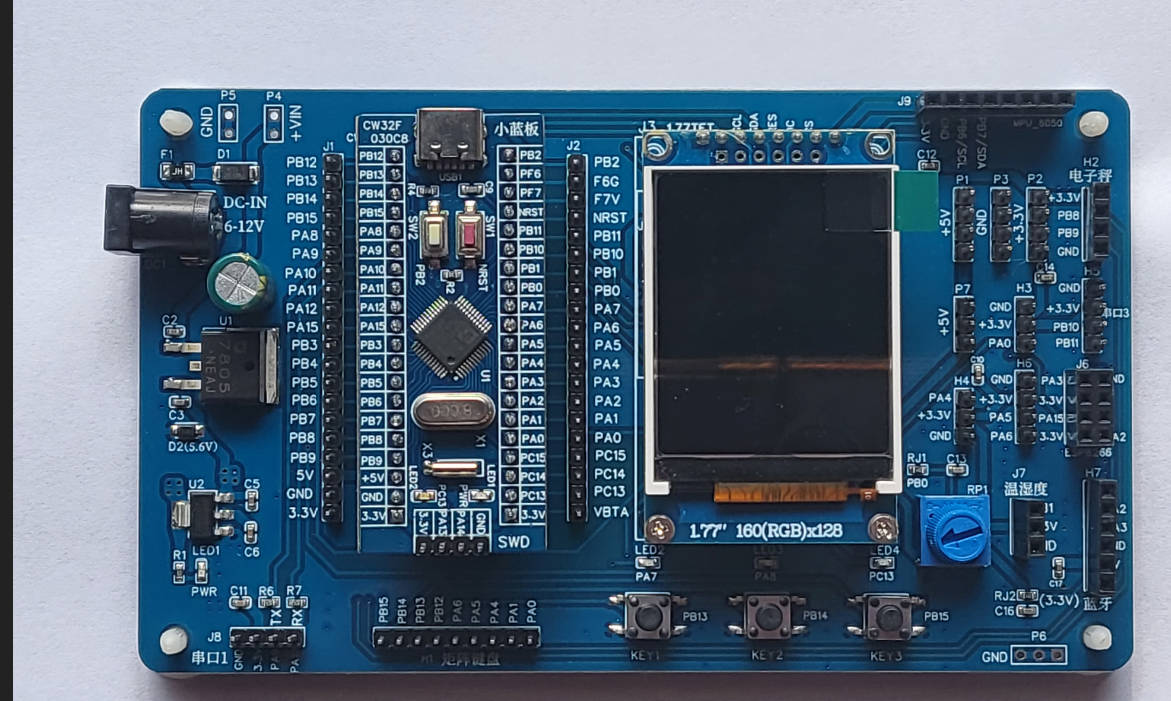 P5
P4
GND
+VIN
F1
JH
D1
DC-IN
6-12V
U1
7805
C2
C3
D2(5.6V)
U2
C5
C6
R1
LED1
PWR
C11
R6
R7
TX
RX
J8
串口1
J1
PB12
PB13
PB14
PB15
PA8
PA9
PA10
PA11
PA12
PA15
PB3
PB4
PB5
PB6
PB7
PB8
PB9
5V
GND
3.3V
CW32F
030C8
小蓝板
USB1
PB12
PB13
PB14
PB15
PA8
PA9
PA10
PA11
PA12
PA15
PB3
PB4
PB5
PB6
PB7
PB8
PB9
+5V
GND
3.3V
R4
C9
SW2
SW1
PB2
R2
NRST
U1
X1
X3
LED2
PC13
PWR
3.3V
PA13
PA14
GND
SWD
PB2
PF6
PF7
NRST
PB11
PB10
PB1
PB0
PA7
PA6
PA5
PA4
PA3
PA2
PA1
PA0
PC15
PC14
PC13
3.3V
J2
PB2
F6G
F7V
NRST
PB11
PB10
PB1
PB0
PA7
PA6
PA5
PA4
PA3
PA2
PA1
PA0
PC15
PC14
PC13
VBTA
J3
1.77" 160(RGB)x128
LED2
PA7
LED3
PA8
LED4
PC13
PB13
PB14
PB15
KEY1
KEY2
KEY3
PB15
PB14
PB13
PB12
PA6
PA5
PA4
PA1
PA0
H1 矩阵键盘
J9
MPU_6050
PB7/SDA
PB6/SCL
GND
C12
P1
P3
P2
+5V
GND
+3.3V
H2
电子秤
+3.3V
PB8
PB9
GND
C14
H5
GND
+3.3V
PB10
PB11
串口3
P7
+5V
H3
GND
+3.3V
PA0
C15
H4
PA4
+3.3V
GND
H6
GND
+3.3V
PA5
PA6
J6
PA3
3.3V
PA15
3.3V
RJ1
PB0
C13
RP1
J7
温湿度
H7
C17
RJ2
(3.3V)
C16
蓝牙
P6
GND